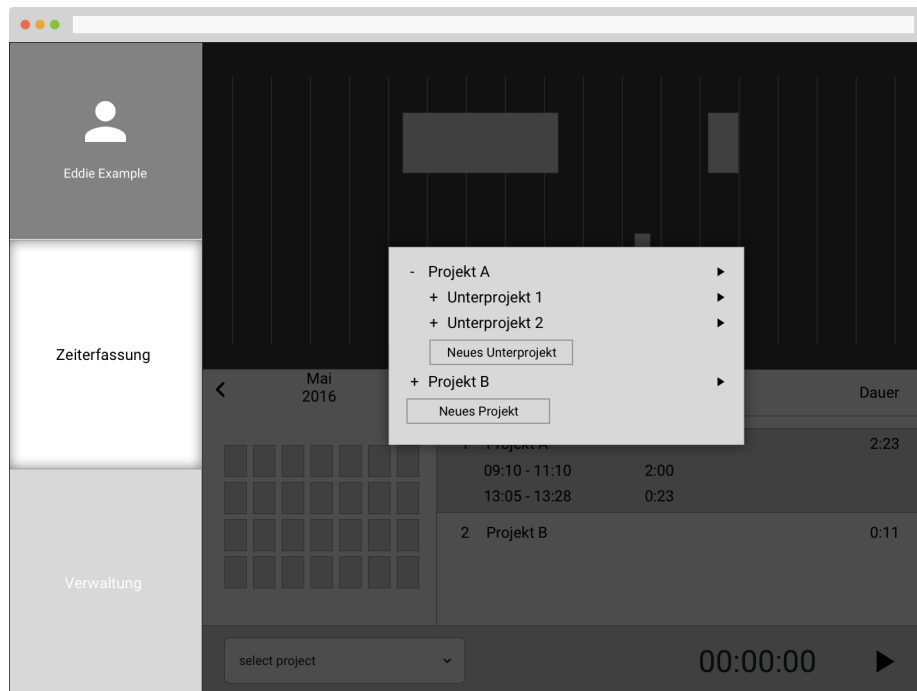 Eddie Example
Zeiterfassung
Verwaltung
- Projekt A
+ Unterprojekt 1
+ Unterprojekt 2
Neues Unterprojekt
+ Projekt B
Neues Projekt
Mai
2016
Dauer
1 Projekt A 2:23
09:10 - 11:10 2:00
13:05 - 13:28 0:23
2 Projekt B 0:11
select project
00:00:00